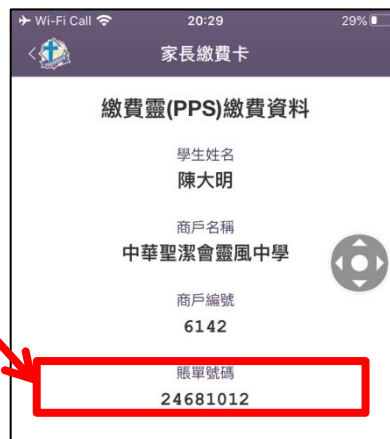 Wi-Fi Call 20:29 29%
家長繳費卡
繳費靈(PPS)繳費資料
學生姓名
陳大明
商戶名稱
中華聖潔會靈風中學
商戶編號
6142
賬單號碼
24681012